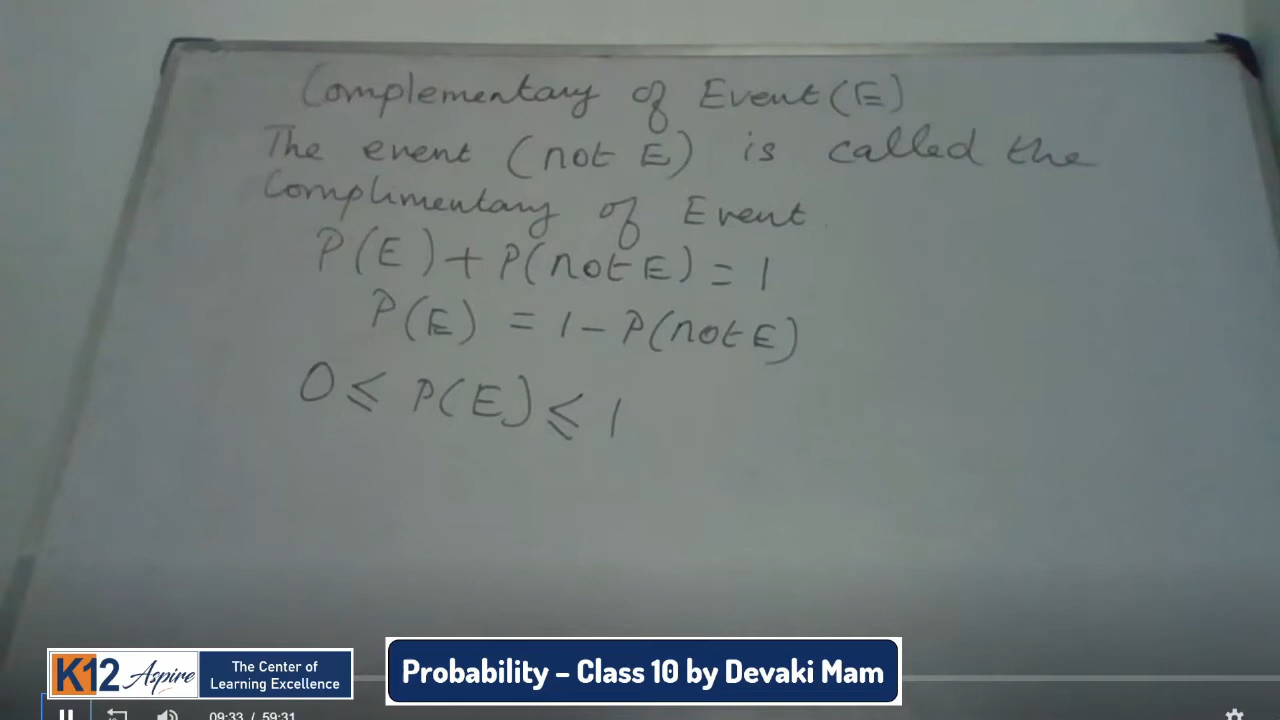 Complementary of Event (E)
The event (not E) is called the
Complimentary of Event.
P(E) + P(not E) = 1
P(E) = 1 - P(not E)
0 ≤ P(E) ≤ 1
K12 Aspire
The Center of
Learning Excellence
Probability – Class 10 by Devaki Mam
09:33 / 59:31